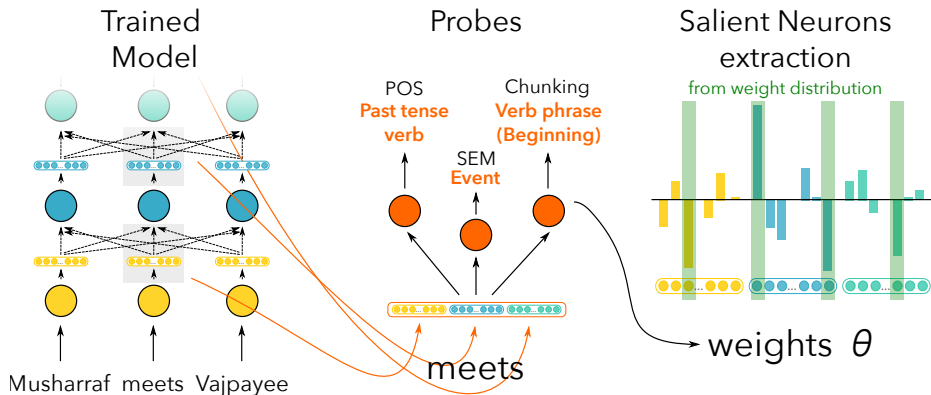 Trained
Model
Musharraf meets Vajpayee
Probes
POS
Past tense
verb
SEM
Event
Chunking
Verb phrase
(Beginning)
meets
Salient Neurons
extraction
from weight distribution
weights θ